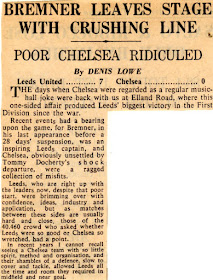 BREMNER LEAVES STAGE
WITH CRUSHING LINE
POOR CHELSEA RIDICULED
By DENIS LOWE
Leeds United ............ 7 Chelsea ............ 0
THE days when Chelsea were regarded as a regular music-
hall joke were back with us at Elland Road, where this
one-sided affair produced Leeds' biggest victory in the First
Division since the war.
Recent events had a bearing
upon the game, for Bremner, in
his last appearance before a
28 days' suspension, was an
inspiring Leeds captain, and
Chelsea, obviously unsettled by
Tommy Docherty's shock
departure, were a ragged
collection of misfits.
Leeds, who are right up with
the leaders now, despite that poor
start, were brimming over with
confidence, ideas, industry and
application, but as matches
between these sides are usually
hard and close, those of the
40,460 crowd who asked whether
Leeds were so good or Chelsea so
wretched, had a point.
In recent years I cannot recall
seeing a Chelsea team with so little
spirit, method and organisation, and
their shambles of a defence, slow to
cover and tackle, allowed Leeds all
the time and room they required in
midfield and near goal.